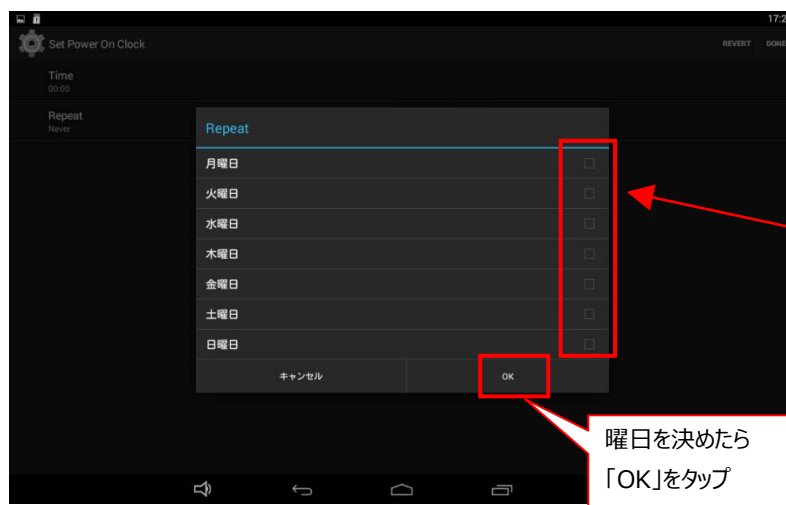 17:2
Set Power On Clock
REVERT DONE
Time
00:00
Repeat
Never
Repeat
月曜日
火曜日
水曜日
木曜日
金曜日
土曜日
日曜日
キャンセル
OK
曜日を決めたら
「OK」をタップ